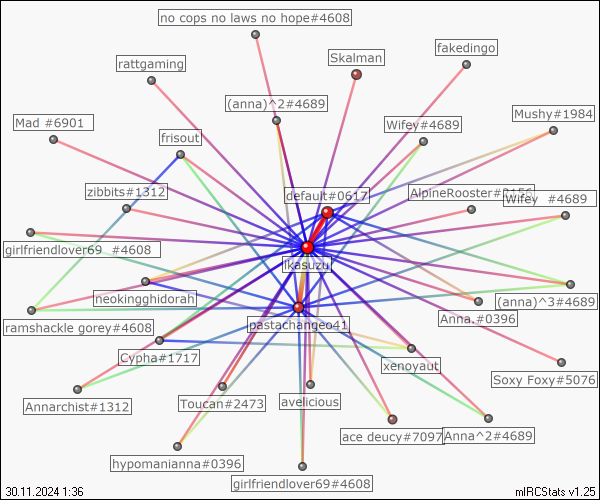 no cops no laws no hope#4608
Skalman
fakedingo
rattgaming
(anna)^2#4689
Mushy#1984
Mad #6901
Wifey#4689
frisout
zibbits#1312
default#0617
AlpineRooster#
Wifey #4689
girlfriendlover69 #4608
ikasuzu
neokingghidorah
(anna)^3#4689
Anna.#0396
ramshackle gorey#4608
pastachangeo41
Cypha#1717
xenoyaut
Soxy Foxy#5076
Annarchist#1312
Toucan#2473
avelicious
ace deucy#7097
Anna^2#4689
hypomanianna#0396
girlfriendlover69#4608
30.11.2024 1:36
mIRCStats v1.25